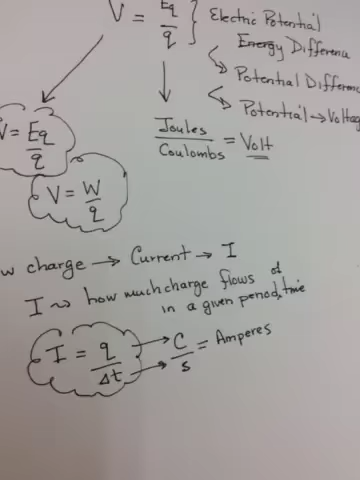 V = Eq/q } Electric Potential
Energy Difference
↳ Potential Difference
↳ Potential → Voltag
Joules/Coulombs = Volt
V = Eq/q
V = W/q
w charge → Current → I
I ~> how much charge flows
in a given period of time
I = q/Δt → C/s = Amperes